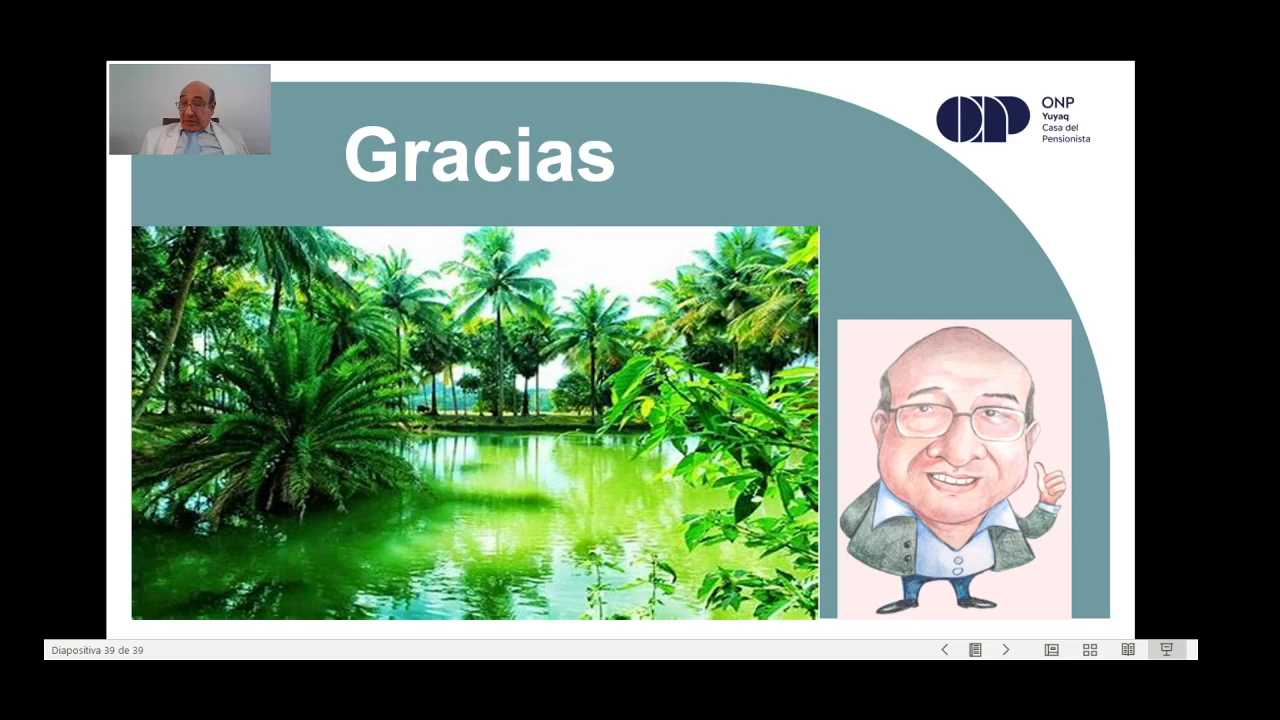 Gracias
ONP
Yuyaq
Casa del
Pensionista
Diapositiva 39 de 39